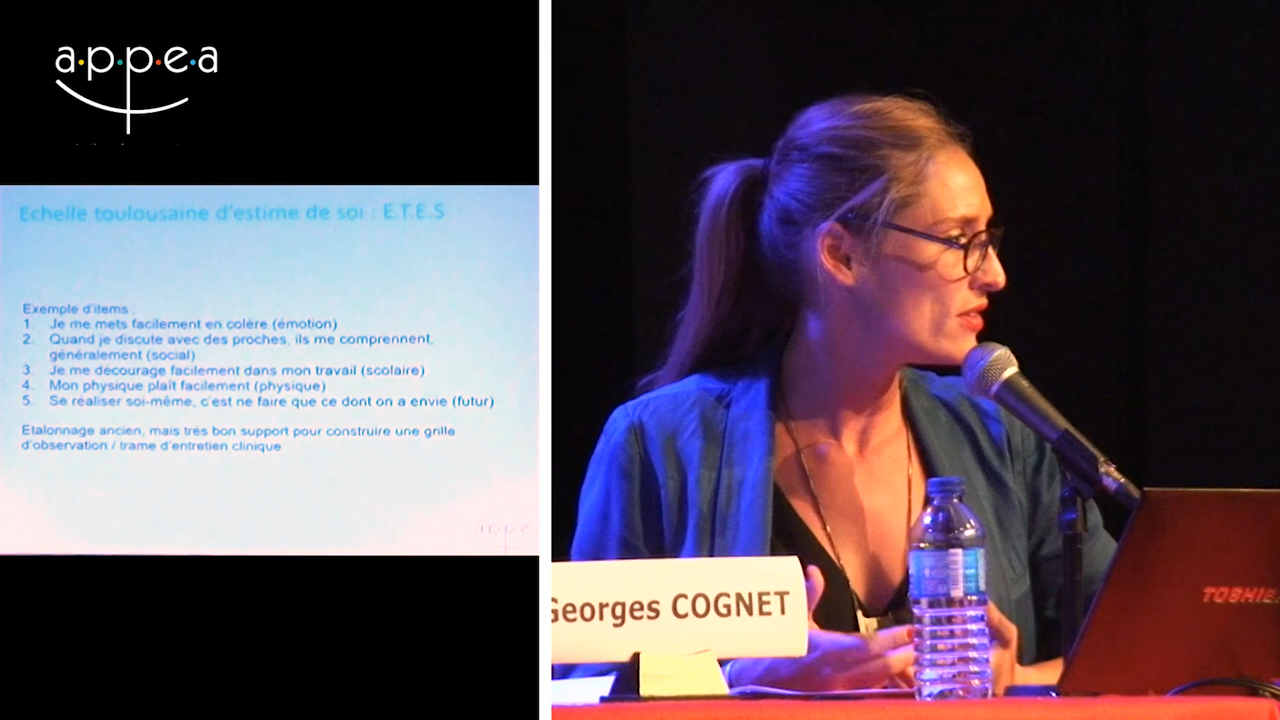 a·p·p·e·a
Echelle toulousaine d'estime de soi : E.T.E.S
Exemple d'items :
1. Je me mets facilement en colère (émotion)
2. Quand je discute avec des proches, ils me comprennent
généralement (social)
3. Je me décourage facilement dans mon travail (scolaire)
4. Mon physique plaît facilement (physique)
5. Se réaliser soi-même, c'est ne faire que ce dont on a envie (futur)
Etalonnage ancien, mais très bon support pour construire une grille
d'observation / trame d'entretien clinique
appea
Georges COGNET
TOSHIB